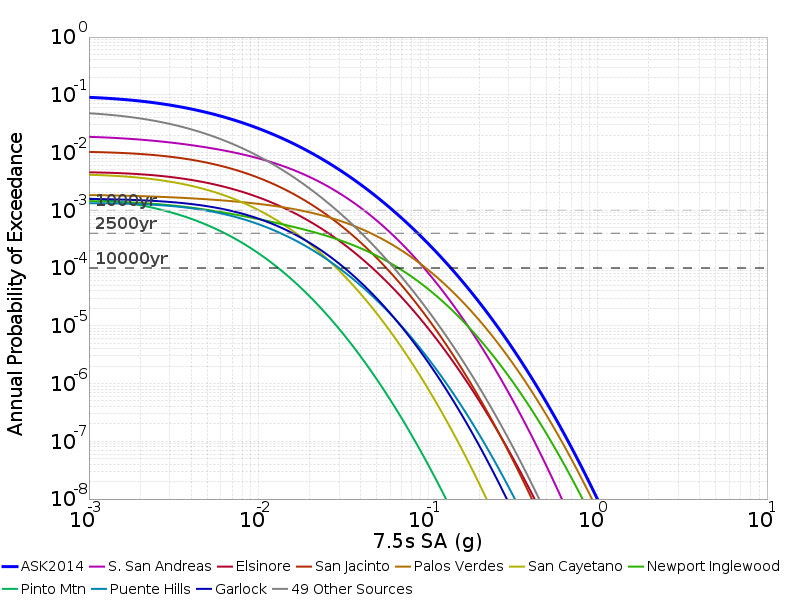 10^0
10^-1
10^-2
10^-3
10^-4
10^-5
10^-6
10^-7
10^-8
Annual Probability of Exceedance
1000yr
2500yr
10000yr
10^-3 10^-2 10^-1 10^0 10^1
7.5s SA (g)
ASK2014 S. San Andreas Elsinore San Jacinto Palos Verdes San Cayetano Newport Inglewood
Pinto Mtn Puente Hills Garlock 49 Other Sources